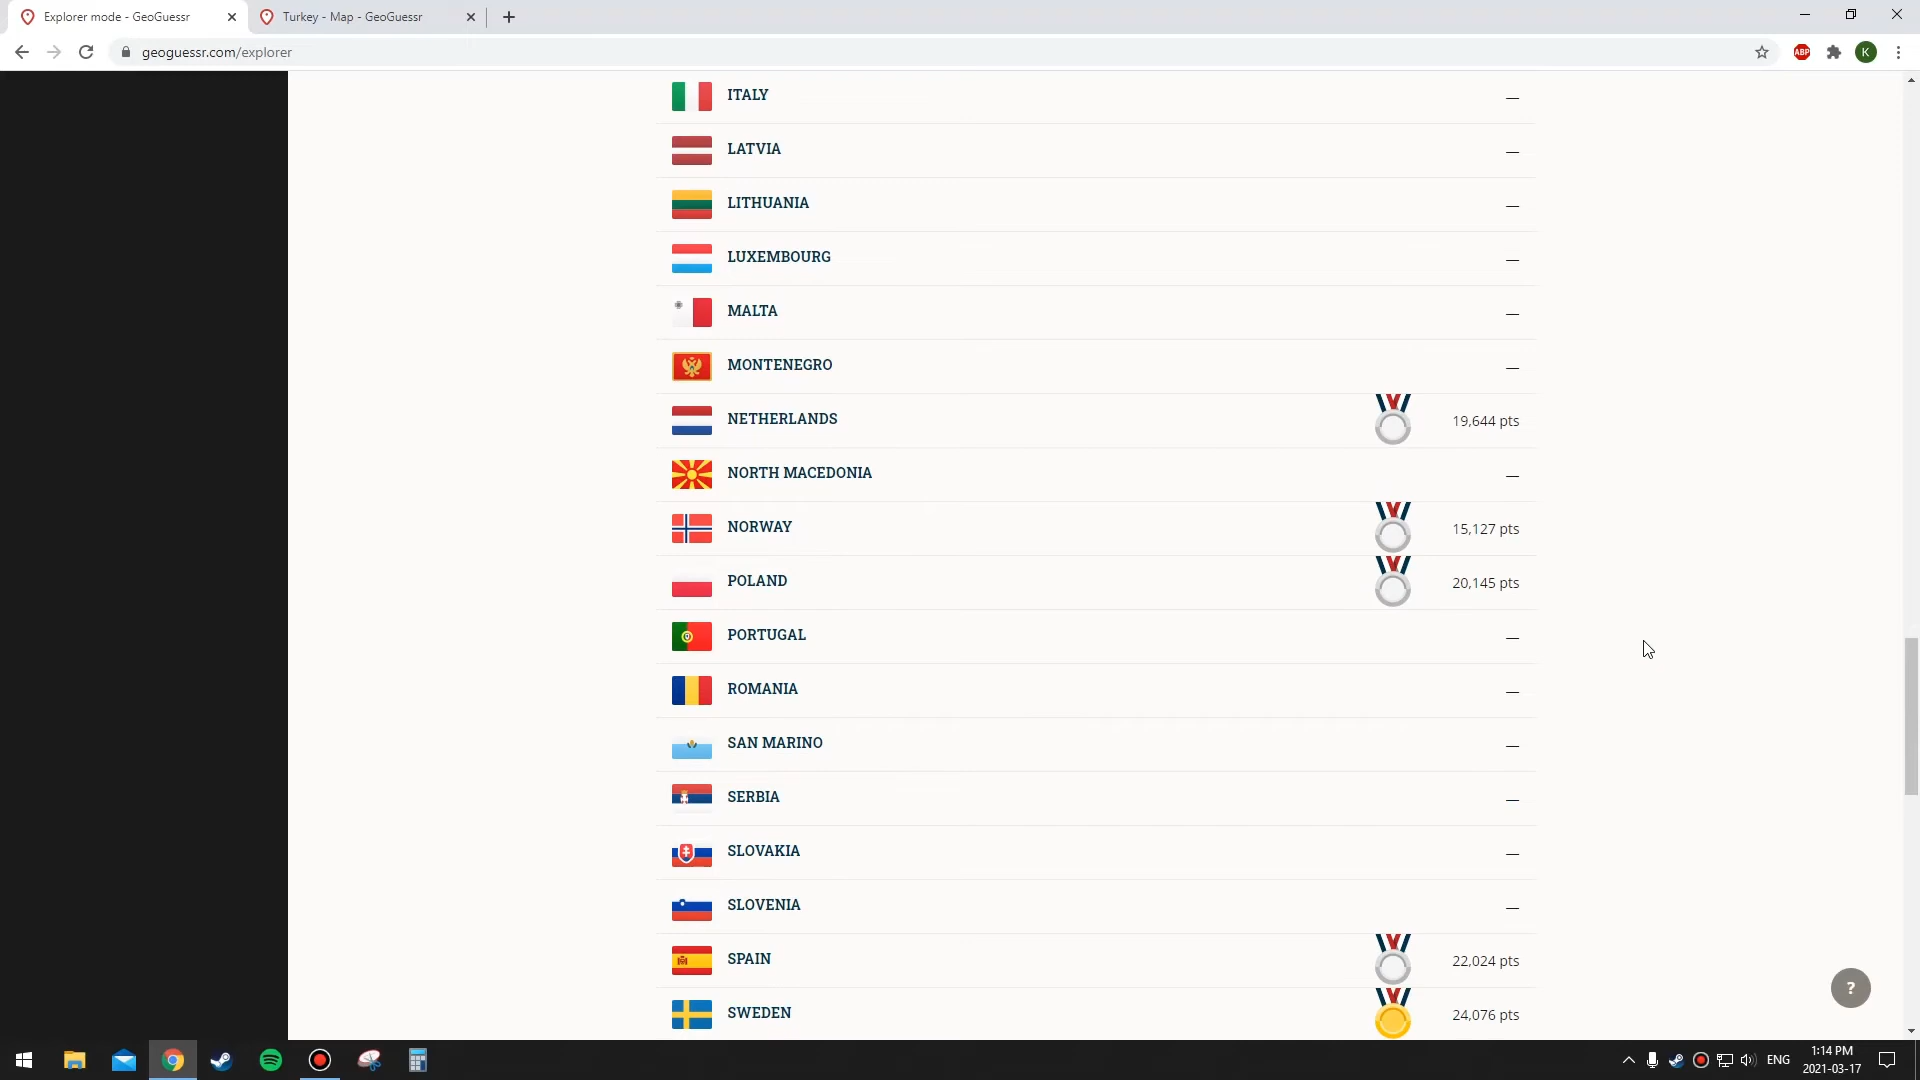 Explorer mode - GeoGuessr
Turkey - Map - GeoGuessr
geoguessr.com/explorer
ABP
K
ITALY —
LATVIA —
LITHUANIA —
LUXEMBOURG —
MALTA —
MONTENEGRO —
NETHERLANDS 19,644 pts
NORTH MACEDONIA —
NORWAY 15,127 pts
POLAND 20,145 pts
PORTUGAL —
ROMANIA —
SAN MARINO —
SERBIA —
SLOVAKIA —
SLOVENIA —
SPAIN 22,024 pts
?
SWEDEN 24,076 pts
ENG
1:14 PM
2021-03-17